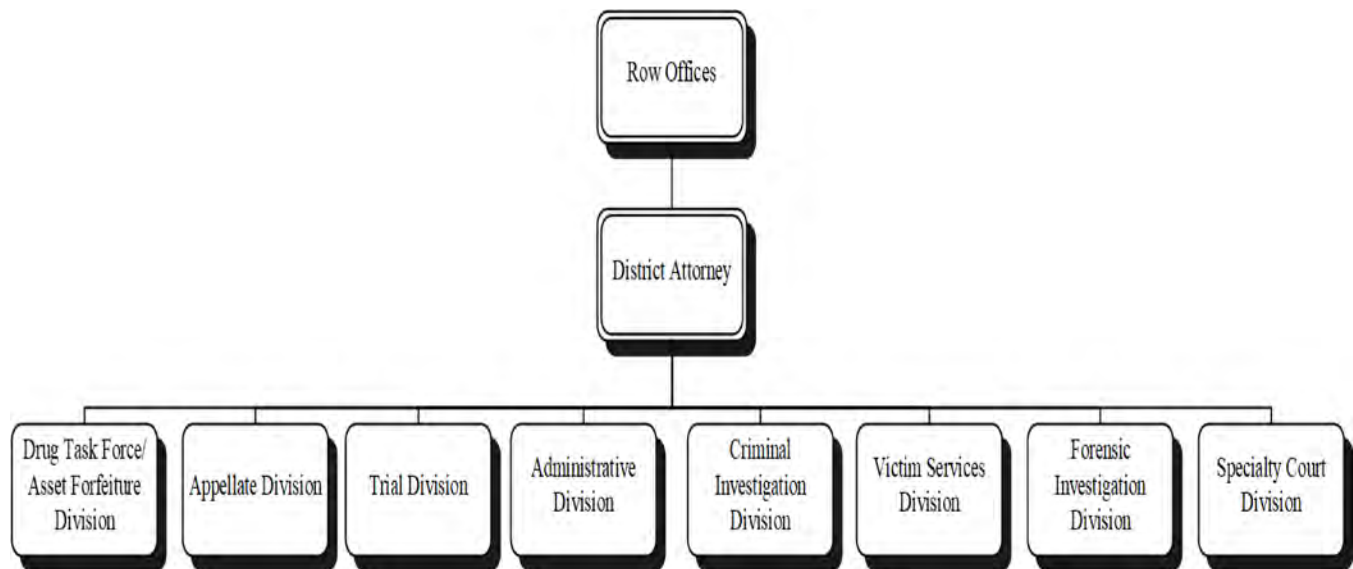 Row Offices
District Attorney
Drug Task Force/
Asset Forfeiture
Division
Appellate Division
Trial Division
Administrative
Division
Criminal
Investigation
Division
Victim Services
Division
Forensic
Investigation
Division
Specialty Court
Division